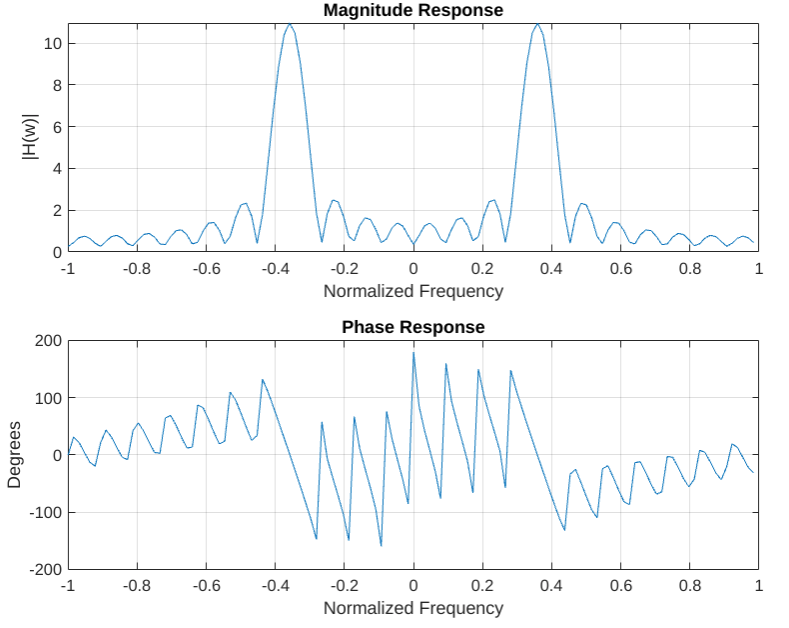 Magnitude Response
|H(w)|
10
8
6
4
2
0
-1 -0.8 -0.6 -0.4 -0.2 0 0.2 0.4 0.6 0.8 1
Normalized Frequency
Phase Response
Degrees
200
100
0
-100
-200
-1 -0.8 -0.6 -0.4 -0.2 0 0.2 0.4 0.6 0.8 1
Normalized Frequency